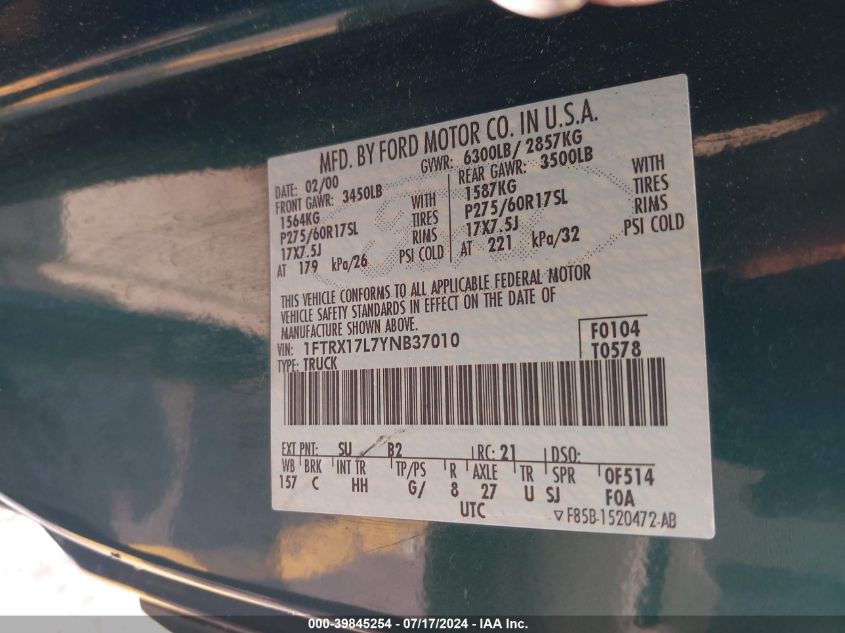 MFD. BY FORD MOTOR CO. IN U.S.A.
DATE: 02/00 GVWR: 6300LB/ 2857KG
FRONT GAWR: 3450LB REAR GAWR: 3500LB
1564KG WITH 1587KG WITH
P275/60R17SL TIRES P275/60R17SL TIRES
17X7.5J RIMS 17X7.5J RIMS
AT 179 kPa/26 PSI COLD AT 221 kPa/32 PSI COLD
THIS VEHICLE CONFORMS TO ALL APPLICABLE FEDERAL MOTOR
VEHICLE SAFETY STANDARDS IN EFFECT ON THE DATE OF
MANUFACTURE SHOWN ABOVE.
VIN: 1FTRX17L7YNB37010 F0104
TYPE: TRUCK T0578
EXT PNT: SU B2 RC: 21 DSO:
WB BRK INT TR TP/PS R AXLE TR SPR 0F514
157 C HH G/ 8 27 U SJ F0A
UTC ▽F85B-1520472-AB
000-39845254 / 07/17/2024 - IAA Inc.